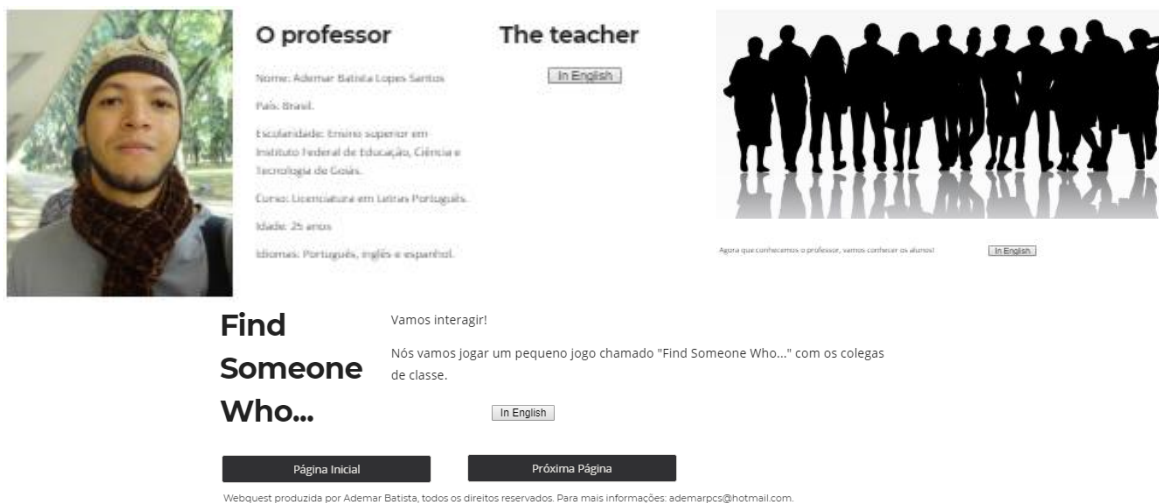 O professor
Nome: Ademar Batista Lopes Santos
País: Brasil.
Escolaridade: Ensino superior em
Instituto Federal de Educação, Ciência e
Tecnologia de Goiás.
Curso: Licenciatura em Letras Português.
Idade: 25 anos
Idiomas: Português, inglês e espanhol.
The teacher
In English
Agora que conhecemos o professor, vamos conhecer os alunos!
In English
Find
Someone
Who...
Vamos interagir!
Nós vamos jogar um pequeno jogo chamado "Find Someone Who..." com os colegas
de classe.
In English
Página Inicial
Próxima Página
Webquest produzida por Ademar Batista, todos os direitos reservados. Para mais informações: ademarpcs@hotmail.com.